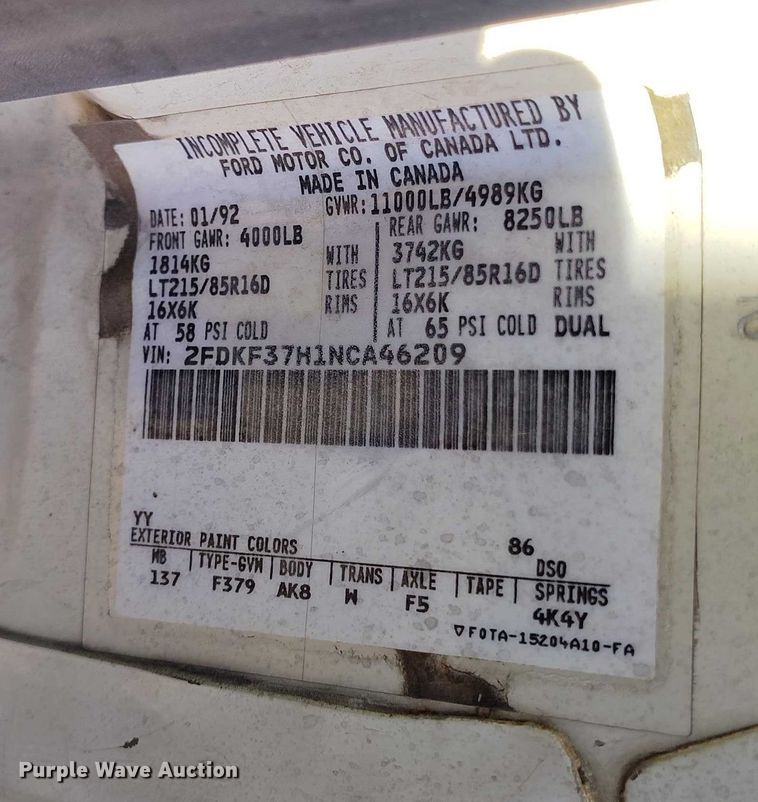 INCOMPLETE VEHICLE MANUFACTURED BY
FORD MOTOR CO. OF CANADA LTD.
MADE IN CANADA
DATE: 01/92 GVWR: 11000LB/4989KG
FRONT GAWR: 4000LB REAR GAWR: 8250LB
1814KG WITH 3742KG WITH
LT215/85R16D TIRES LT215/85R16D TIRES
16X6K RIMS 16X6K RIMS
AT 58 PSI COLD AT 65 PSI COLD DUAL
VIN: 2FDKF37H1NCA46209
YY 86
EXTERIOR PAINT COLORS DSO
WB | TYPE-GVW | BODY | TRANS | AXLE | TAPE | SPRINGS
137 F379 AK8 W F5 4K4Y
▽F0TA-15204A10-FA
Purple Wave Auction